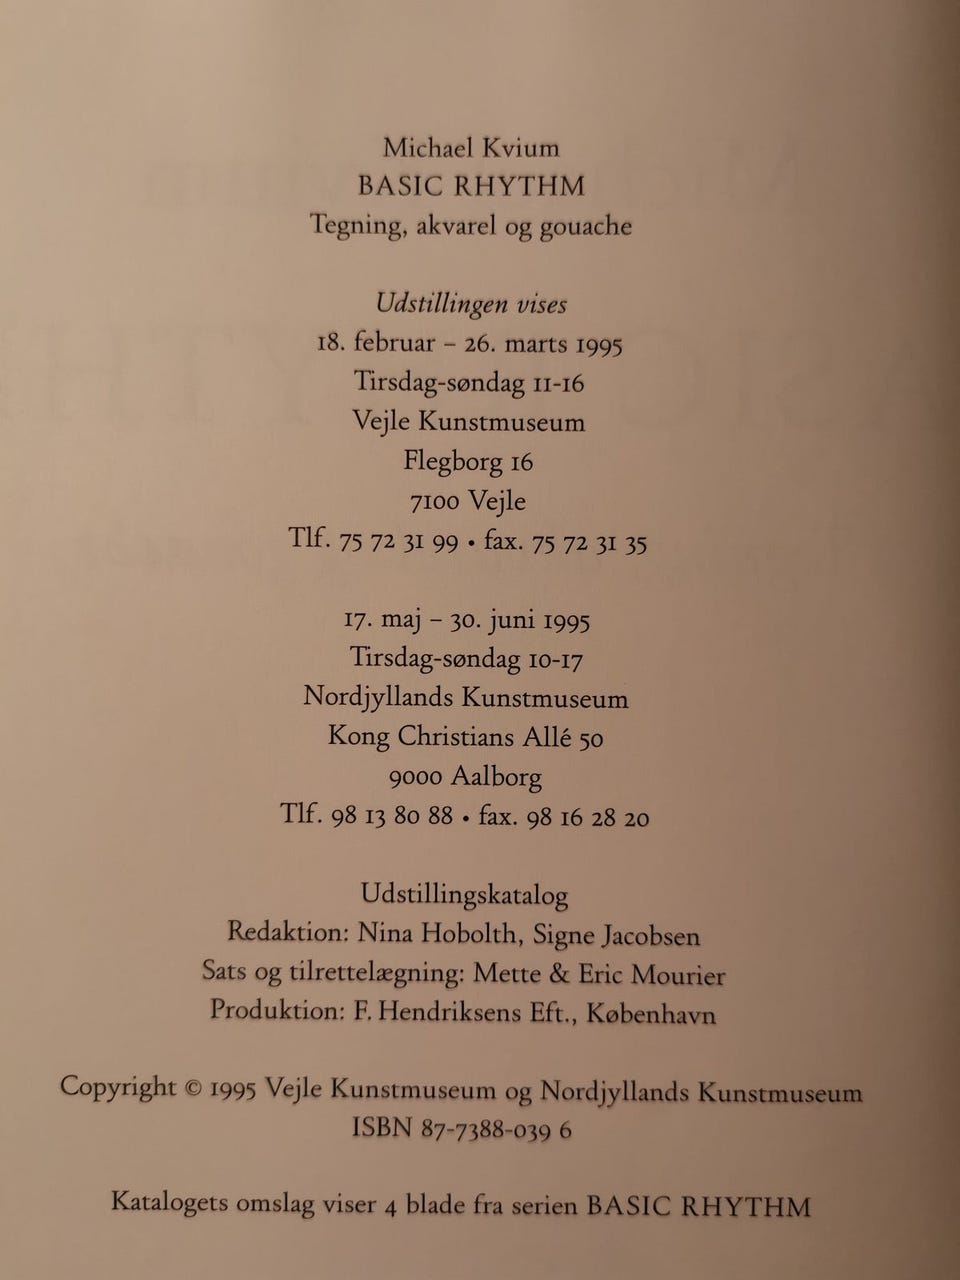 Michael Kvium
BASIC RHYTHM
Tegning, akvarel og gouache
Udstillingen vises
18. februar – 26. marts 1995
Tirsdag-søndag 11-16
Vejle Kunstmuseum
Flegborg 16
7100 Vejle
Tlf. 75 72 31 99 • fax. 75 72 31 35
17. maj – 30. juni 1995
Tirsdag-søndag 10-17
Nordjyllands Kunstmuseum
Kong Christians Allé 50
9000 Aalborg
Tlf. 98 13 80 88 • fax. 98 16 28 20
Udstillingskatalog
Redaktion: Nina Hobolth, Signe Jacobsen
Sats og tilrettelægning: Mette & Eric Mourier
Produktion: F. Hendriksens Eft., København
Copyright © 1995 Vejle Kunstmuseum og Nordjyllands Kunstmuseum
ISBN 87-7388-039 6
Katalogets omslag viser 4 blade fra serien BASIC RHYTHM